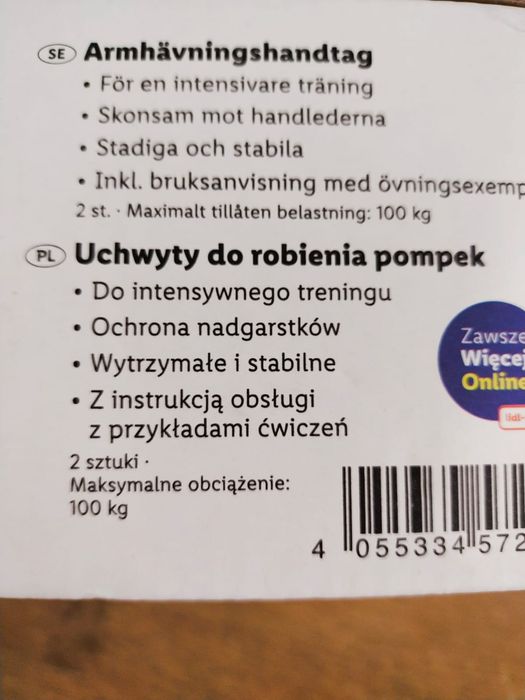 SE Armhävningshandtag
• För en intensivare träning
• Skonsam mot handlederna
• Stadiga och stabila
• Inkl. bruksanvisning med övningsexemp
2 st. · Maximalt tillåten belastning: 100 kg
PL Uchwyty do robienia pompek
• Do intensywnego treningu
• Ochrona nadgarstków
• Wytrzymałe i stabilne
• Z instrukcją obsługi
z przykładami ćwiczeń
2 sztuki ·
Maksymalne obciążenie:
100 kg
Zawsze
Więcej
Online
lidl-
4 055334 572